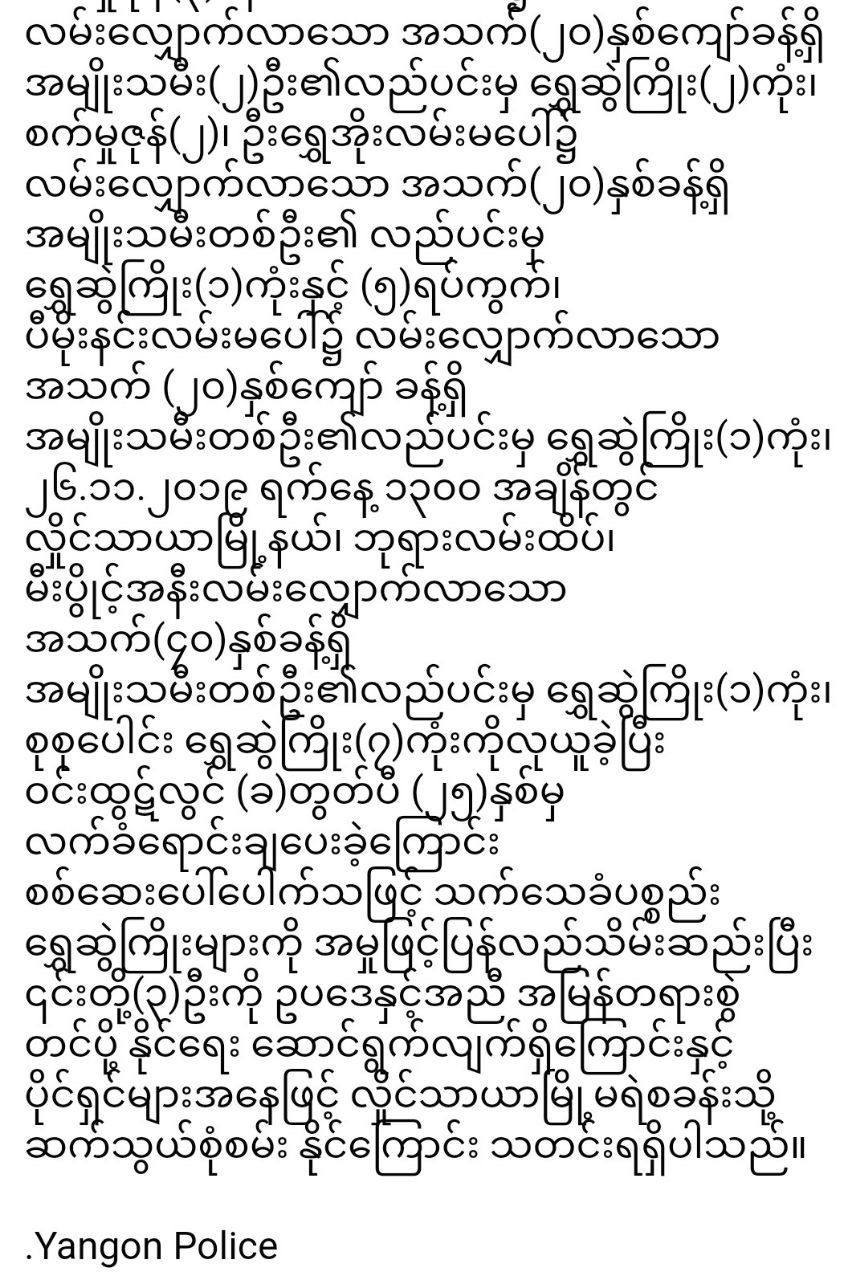 လမ်းလျှောက်လာသော အသက်(၂၀)နှစ်ကျော်ခန့်ရှိ
အမျိုးသမီး(၂)ဦး၏လည်ပင်းမှ ရွှေဆွဲကြိုး(၂)ကုံး၊
စက်မှုဇုန်(၂)၊ ဦးရွှေအိုးလမ်းမပေါ်၌
လမ်းလျှောက်လာသော အသက်(၂၀)နှစ်ခန့်ရှိ
အမျိုးသမီးတစ်ဦး၏ လည်ပင်းမှ
ရွှေဆွဲကြိုး(၁)ကုံးနှင့် (၅)ရပ်ကွက်၊
ပီမိုးနင်းလမ်းမပေါ်၌ လမ်းလျှောက်လာသော
အသက် (၂၀)နှစ်ကျော် ခန့်ရှိ
အမျိုးသမီးတစ်ဦး၏လည်ပင်းမှ ရွှေဆွဲကြိုး(၁)ကုံး၊
၂၆.၁၁.၂၀၁၉ ရက်နေ့ ၁၃၀၀ အချိန်တွင်
လှိုင်သာယာမြို့နယ်၊ ဘုရားလမ်းထိပ်၊
မီးပွိုင့်အနီးလမ်းလျှောက်လာသော
အသက်(၄၀)နှစ်ခန့်ရှိ
အမျိုးသမီးတစ်ဦး၏လည်ပင်းမှ ရွှေဆွဲကြိုး(၁)ကုံး၊
စုစုပေါင်း ရွှေဆွဲကြိုး(၇)ကုံးကိုလုယူခဲ့ပြီး
ဝင်းထွဋ်လွင် (ခ)တွတ်ပီ (၂၅)နှစ်မှ
လက်ခံရောင်းချပေးခဲ့ကြောင်း
စစ်ဆေးပေါ်ပေါက်သဖြင့် သက်သေခံပစ္စည်း
ရွှေဆွဲကြိုးများကို အမှုဖြင့်ပြန်လည်သိမ်းဆည်းပြီး
၎င်းတို့(၃)ဦးကို ဥပဒေနှင့်အညီ အမြန်တရားစွဲ
တင်ပို့ နိုင်ရေး ဆောင်ရွက်လျက်ရှိကြောင်းနှင့်
ပိုင်ရှင်များအနေဖြင့် လှိုင်သာယာမြို့မရဲစခန်းသို့
ဆက်သွယ်စုံစမ်း နိုင်ကြောင်း သတင်းရရှိပါသည်။
.Yangon Police